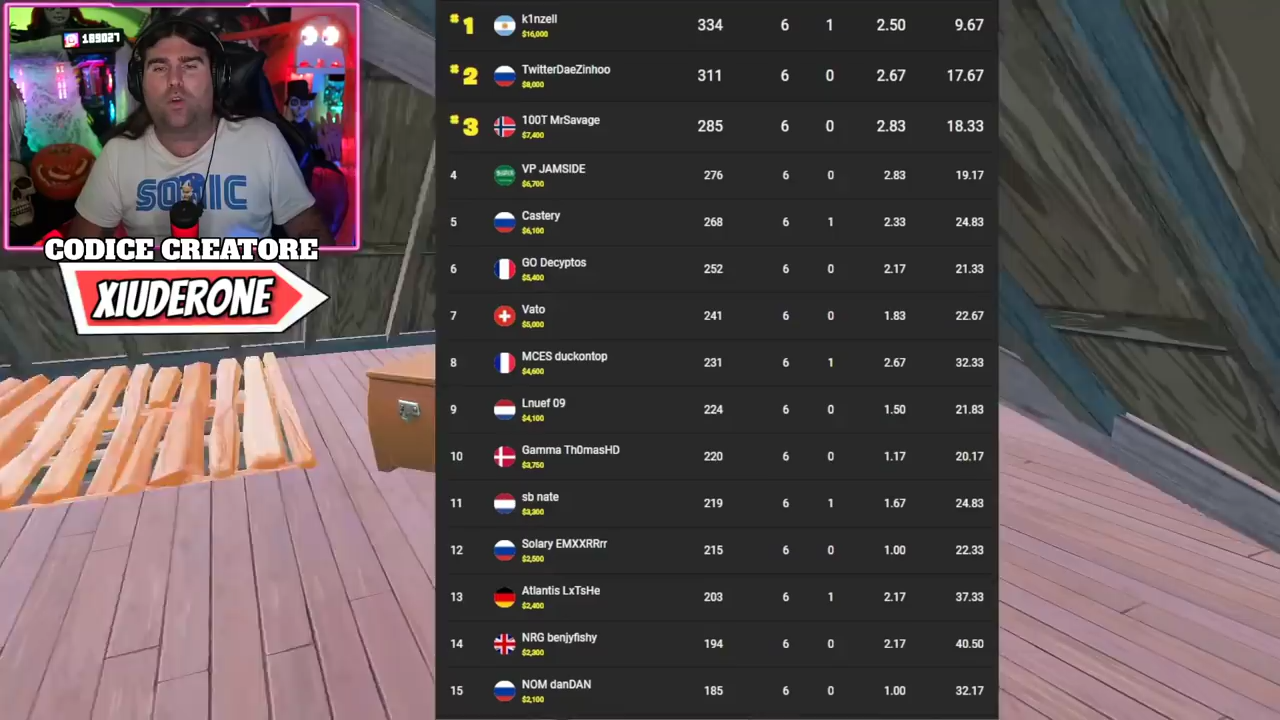 189027
SONIC
CODICE CREATORE
XIUDERONE
#1 k1nzell 334 6 1 2.50 9.67
$16,000
#2 TwitterDaeZinhoo 311 6 0 2.67 17.67
$8,000
#3 100T MrSavage 285 6 0 2.83 18.33
$7,400
4 VP JAMSIDE 276 6 0 2.83 19.17
$6,700
5 Castery 268 6 1 2.33 24.83
$6,100
6 GO Decyptos 252 6 0 2.17 21.33
$5,400
7 Vato 241 6 0 1.83 22.67
$5,000
8 MCES duckontop 231 6 1 2.67 32.33
$4,600
9 Lnuef 09 224 6 0 1.50 21.83
$4,100
10 Gamma Th0masHD 220 6 0 1.17 20.17
$3,750
11 sb nate 219 6 1 1.67 24.83
$3,300
12 Solary EMXXRRrr 215 6 0 1.00 22.33
$2,500
13 Atlantis LxTsHe 203 6 1 2.17 37.33
$2,400
14 NRG benjyfishy 194 6 0 2.17 40.50
$2,300
15 NOM danDAN 185 6 0 1.00 32.17
$2,100